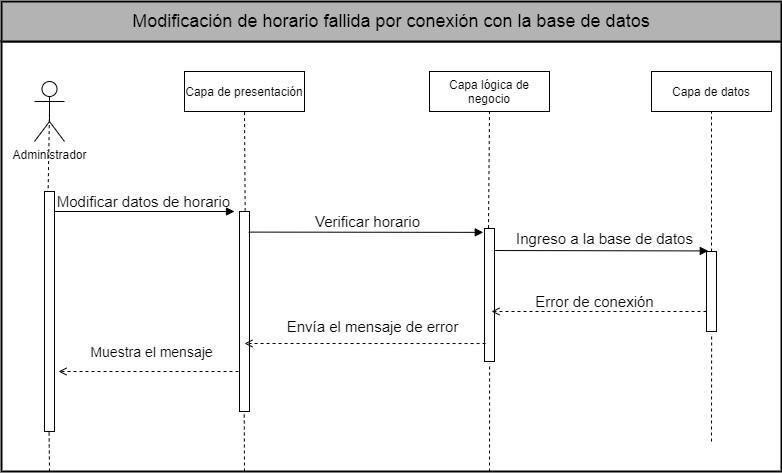 Modificación de horario fallida por conexión con la base de datos
Capa de presentación
Capa lógica de
negocio
Capa de datos
Administrador
Modificar datos de horario
Verificar horario
Ingreso a la base de datos
Error de conexión
Envía el mensaje de error
Muestra el mensaje